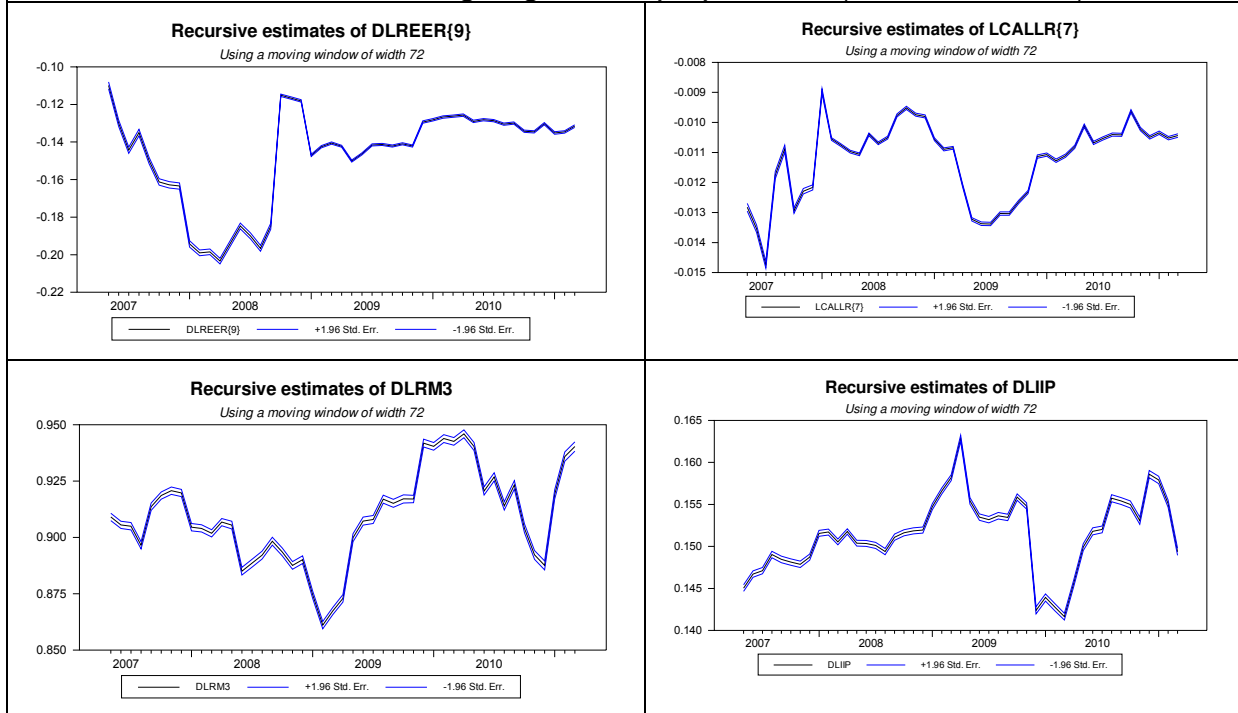 Recursive estimates of DLREER{9}
Using a moving window of width 72
-0.10
-0.12
-0.14
-0.16
-0.18
-0.20
-0.22
2007 2008 2009 2010
DLREER{9} +1.96 Std. Err. -1.96 Std. Err.
Recursive estimates of LCALLR{7}
Using a moving window of width 72
-0.008
-0.009
-0.010
-0.011
-0.012
-0.013
-0.014
-0.015
2007 2008 2009 2010
LCALLR{7} +1.96 Std. Err. -1.96 Std. Err.
Recursive estimates of DLRM3
Using a moving window of width 72
0.950
0.925
0.900
0.875
0.850
2007 2008 2009 2010
DLRM3 +1.96 Std. Err. -1.96 Std. Err.
Recursive estimates of DLIIP
Using a moving window of width 72
0.165
0.160
0.155
0.150
0.145
0.140
2007 2008 2009 2010
DLIIP +1.96 Std. Err. -1.96 Std. Err.